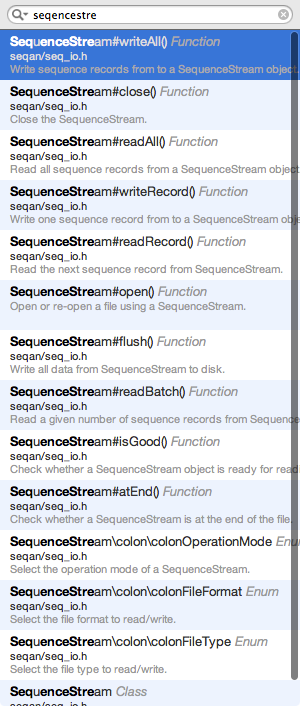 seqencestre
SequenceStream#writeAll() Function
seqan/seq_io.h
Write sequence records from to a SequenceStream object
SequenceStream#close() Function
seqan/seq_io.h
Close the SequenceStream.
SequenceStream#readAll() Function
seqan/seq_io.h
Read all sequence records from a SequenceStream object
SequenceStream#writeRecord() Function
seqan/seq_io.h
Write one sequence record from to a SequenceStream ob
SequenceStream#readRecord() Function
seqan/seq_io.h
Read the next sequence record from SequenceStream.
SequenceStream#open() Function
Open or re-open a file using a SequenceStream.
SequenceStream#flush() Function
seqan/seq_io.h
Write all data from SequenceStream to disk.
SequenceStream#readBatch() Function
seqan/seq_io.h
Read a given number of sequence records from Sequence
SequenceStream#isGood() Function
seqan/seq_io.h
Check whether a SequenceStream object is ready for read
SequenceStream#atEnd() Function
seqan/seq_io.h
Check whether a SequenceStream is at the end of the file.
SequenceStream\colon\colonOperationMode Enum
seqan/seq_io.h
Select the operation mode of a SequenceStream.
SequenceStream\colon\colonFileFormat Enum
seqan/seq_io.h
Select the file format to read/write.
SequenceStream\colon\colonFileType Enum
seqan/seq_io.h
Select the file type to read/write.
SequenceStream Class
seqan/seq_io.h